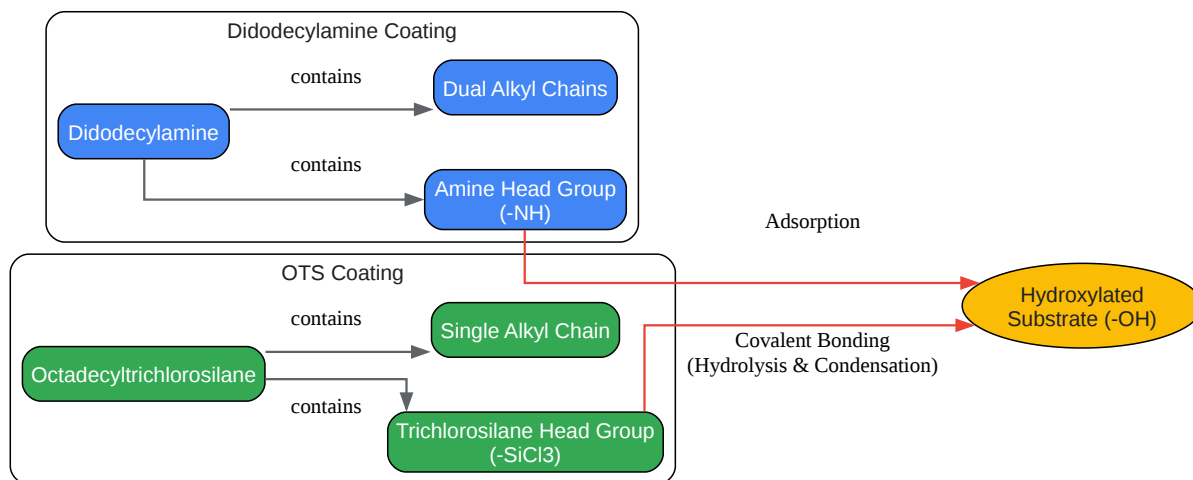 Didodecylamine Coating
contains
Dual Alkyl Chains
Didodecylamine
contains
Amine Head Group
(-NH)
Adsorption
OTS Coating
contains
Single Alkyl Chain
Octadecyltrichlorosilane
contains
Trichlorosilane Head Group
(-SiCl3)
Hydroxylated
Substrate (-OH)
Covalent Bonding
(Hydrolysis & Condensation)